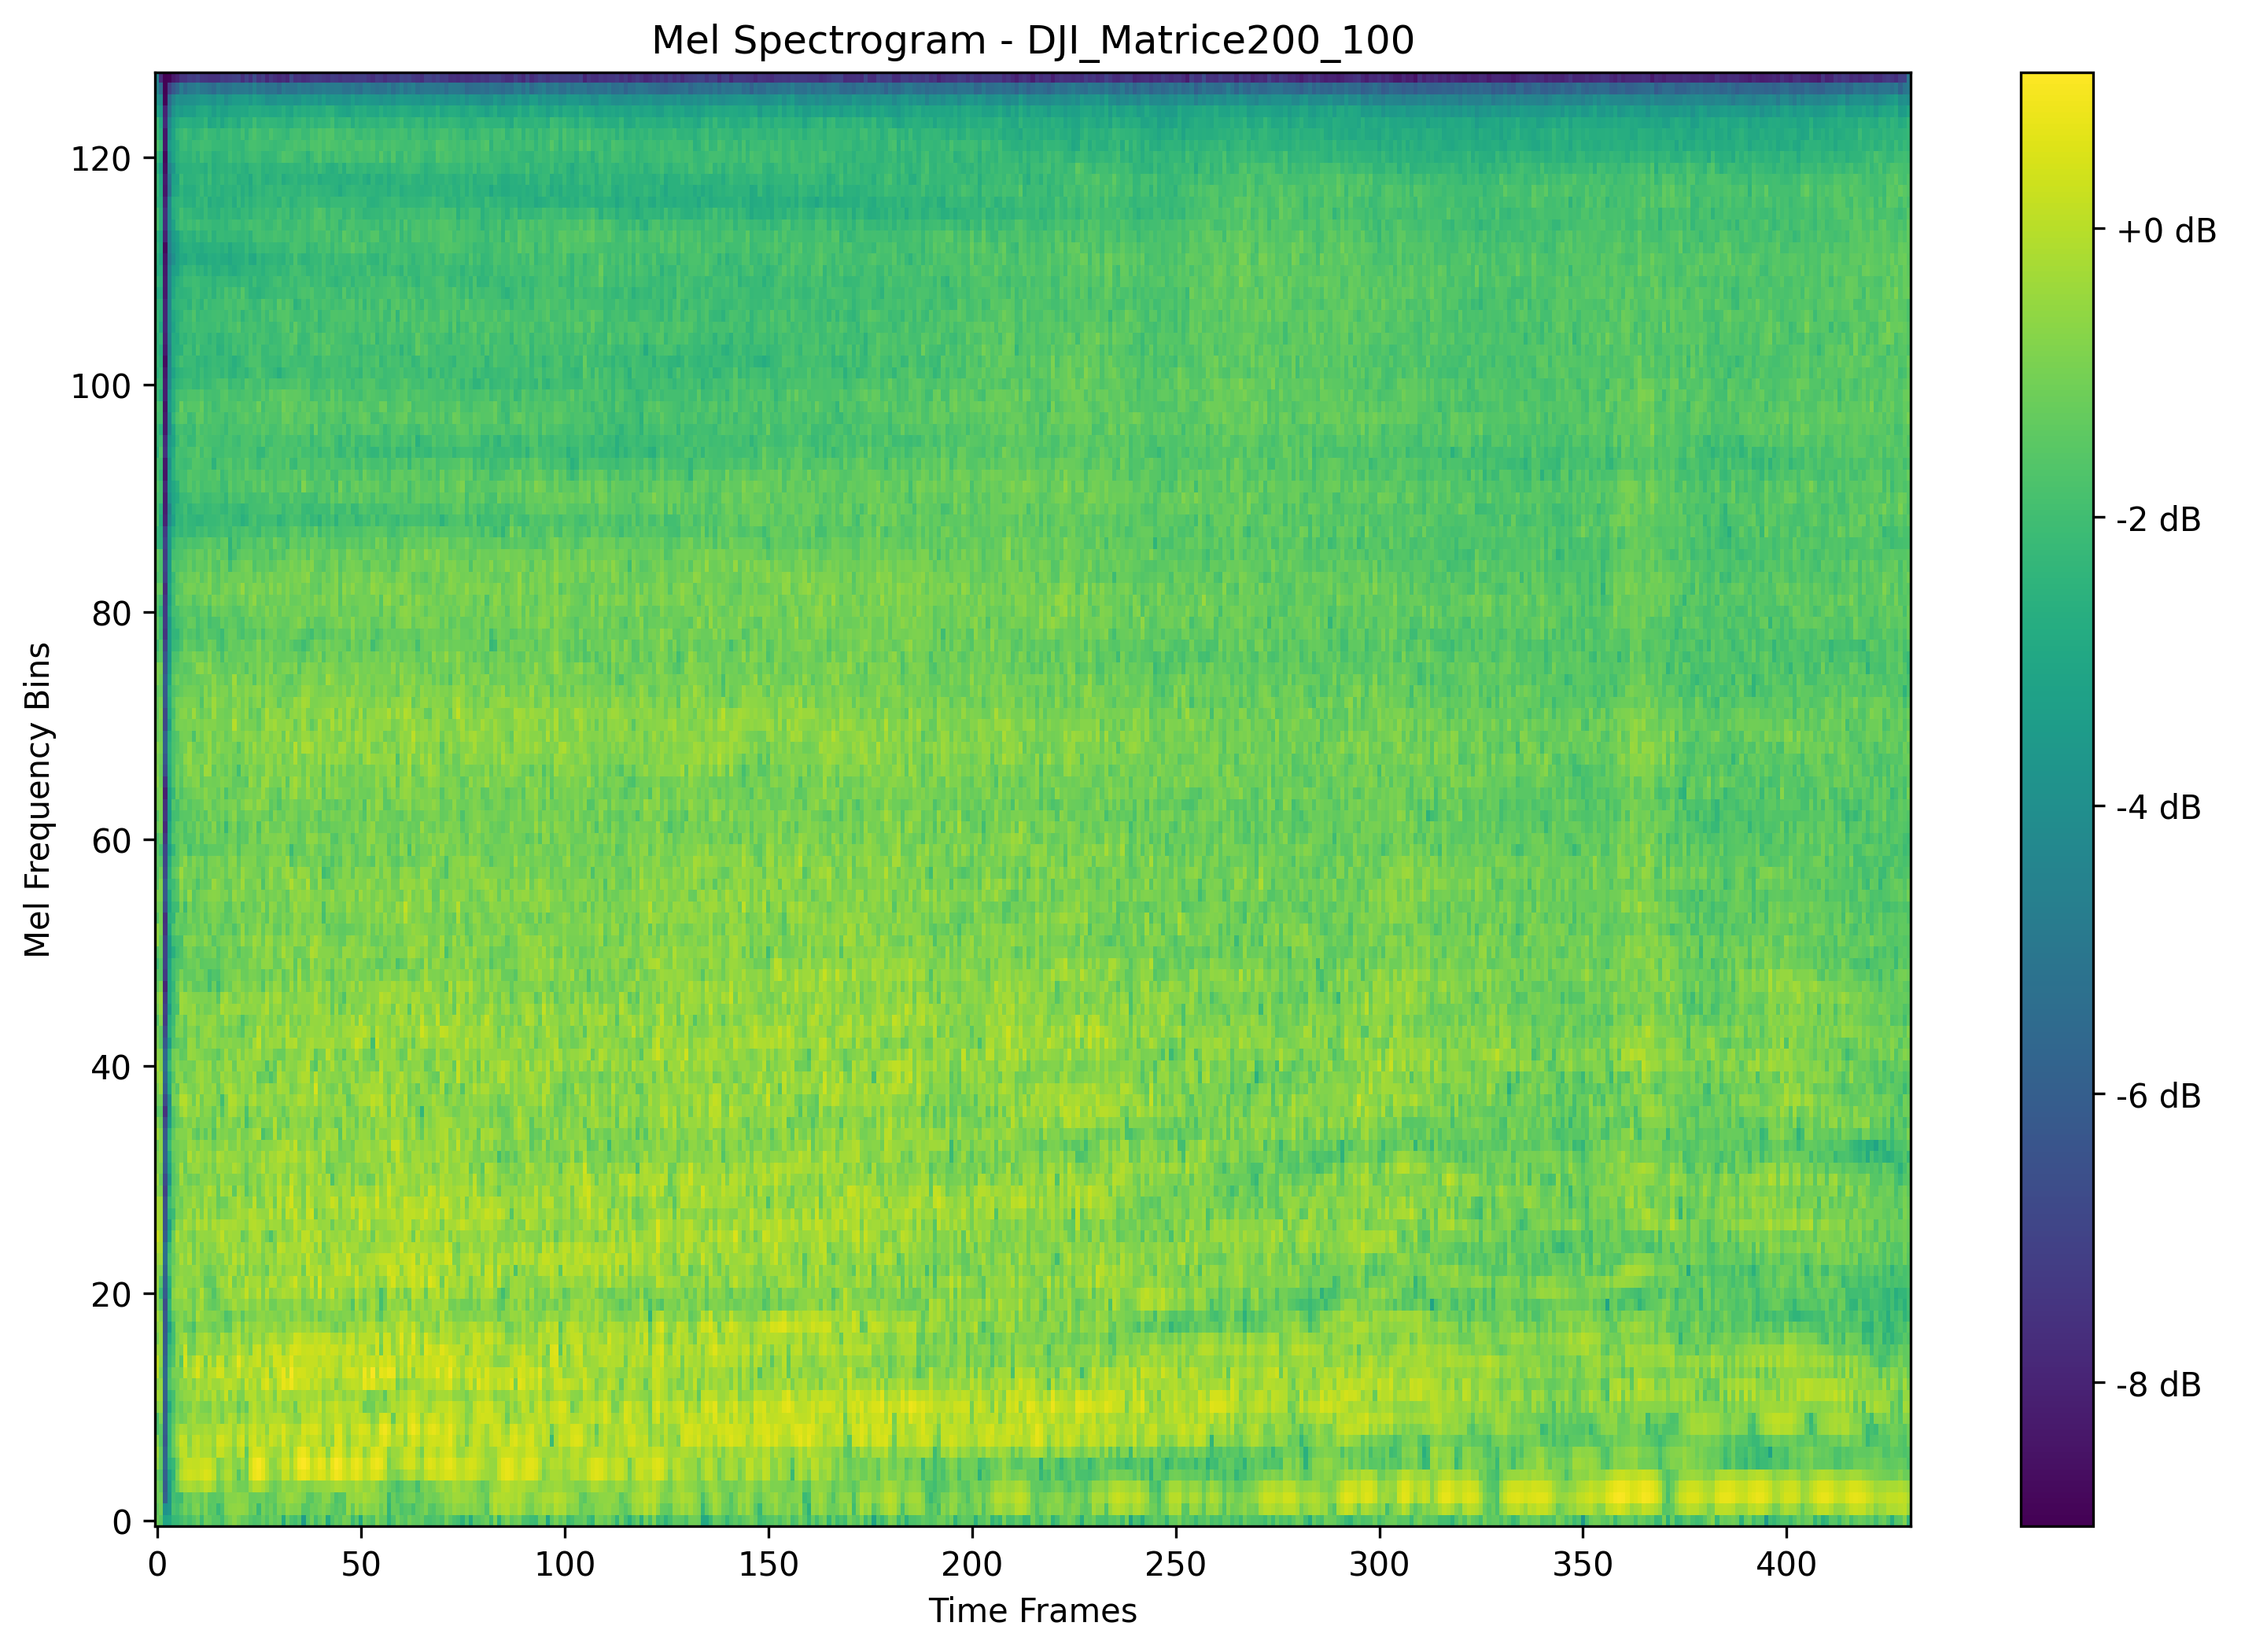 Mel Spectrogram - DJI_Matrice200_100
Mel Frequency Bins
120
100
80
60
40
20
0
0 50 100 150 200 250 300 350 400
Time Frames
+0 dB
-2 dB
-4 dB
-6 dB
-8 dB